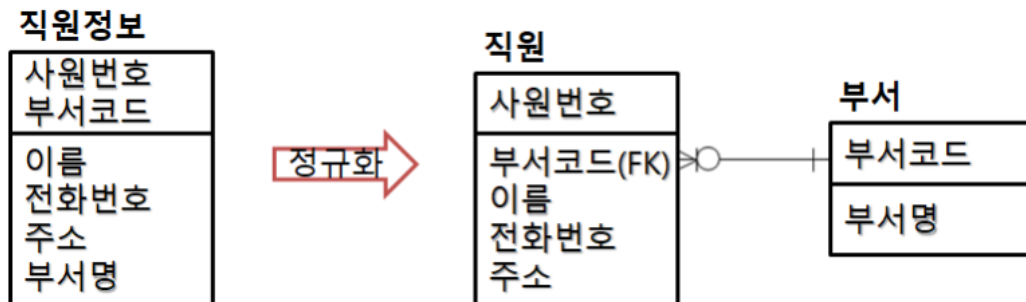 직원정보
사원번호
부서코드
이름
전화번호
주소
부서명
정규화
직원
사원번호
부서코드(FK)
이름
전화번호
주소
부서
부서코드
부서명